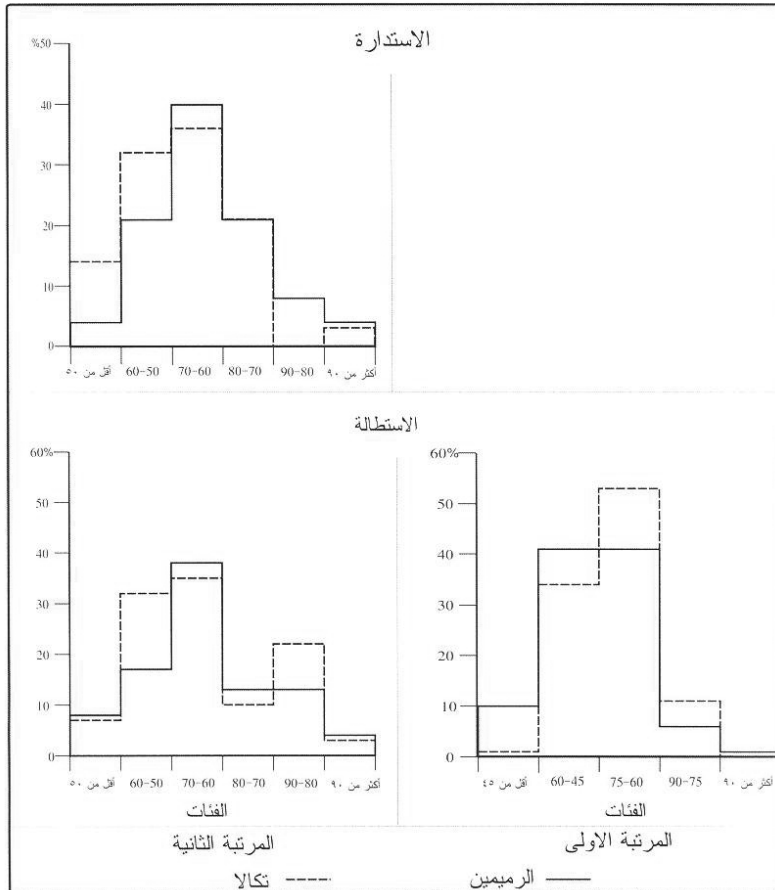 الاستدارة
%50
40
30
20
10
0
أقل من ٥٠ 60-50 70-60 80-70 90-80 أكثر من ٩٠
الاستطالة
60%
50
40
30
20
10
0
أقل من ٥٠ 60-50 70-60 80-70 90-80 أكثر من ٩٠
الفئات
المرتبة الثانية
60%
50
40
30
20
10
0
أقل من ٤٥ 60-45 75-60 90-75 أكثر من ٩٠
الفئات
المرتبة الاولى
الرميمين تكالا